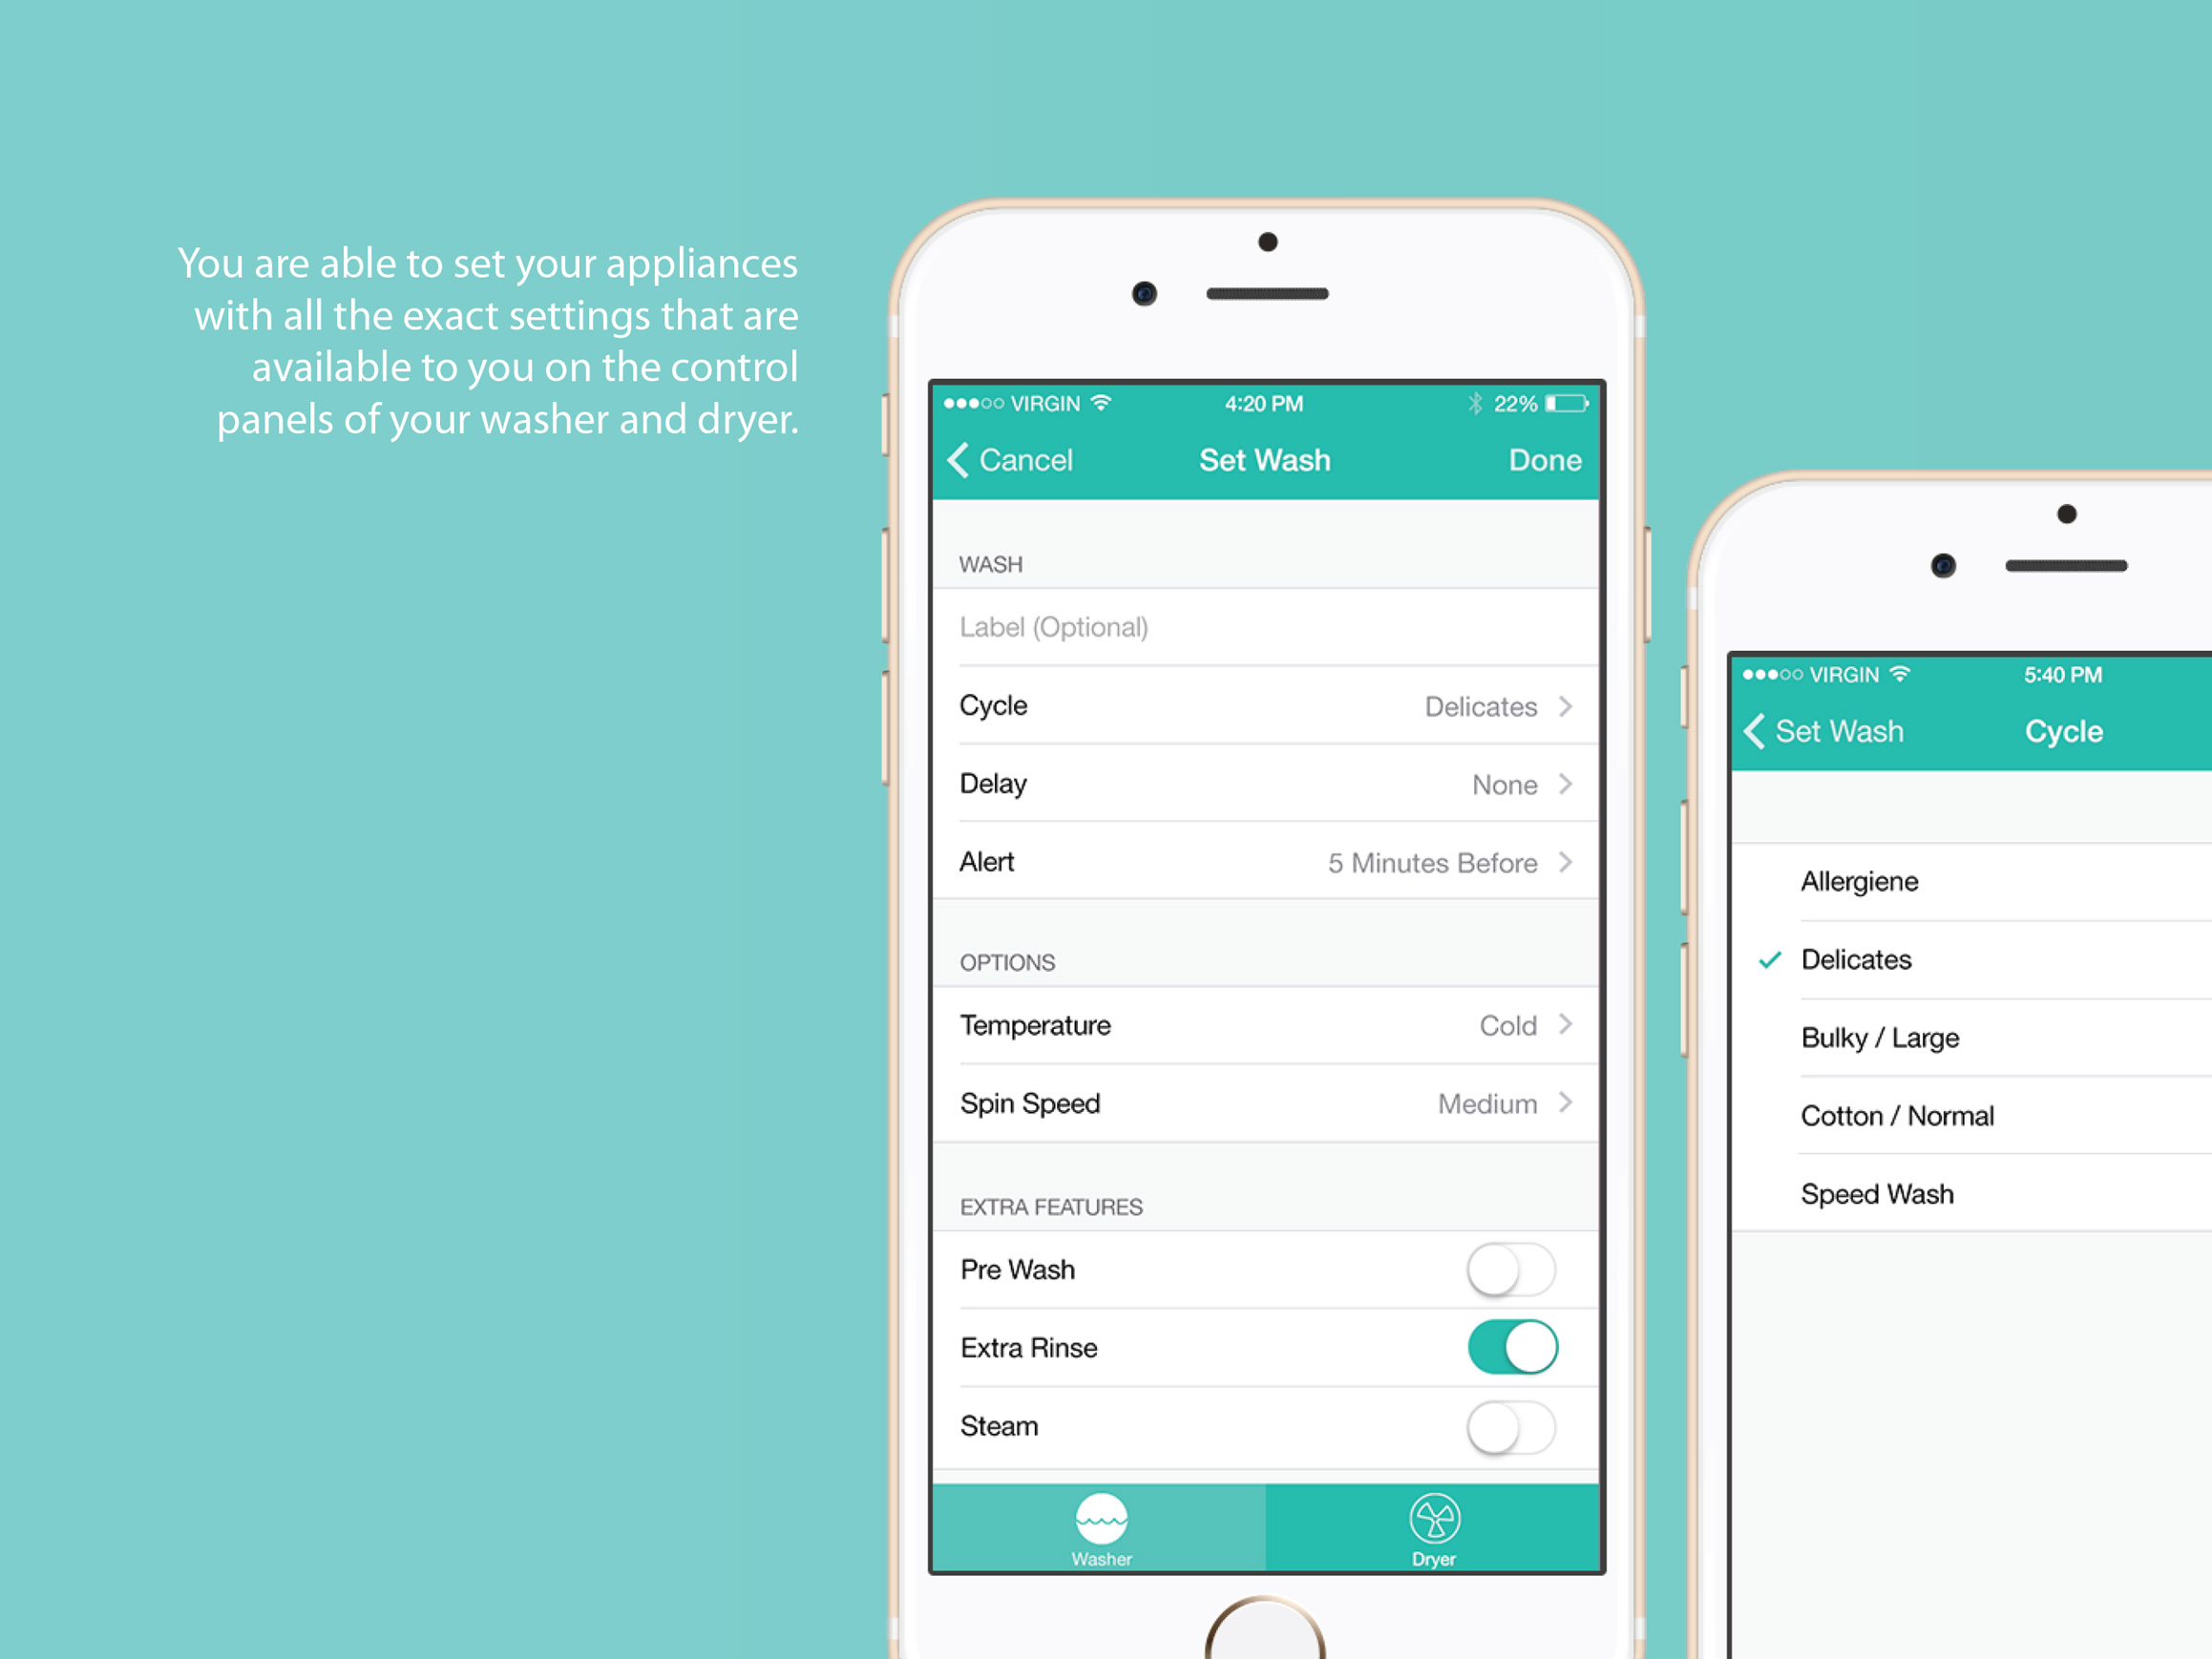 You are able to set your appliances
with all the exact settings that are
available to you on the control
panels of your washer and dryer.
VIRGIN 4:20 PM 22%
Cancel Set Wash Done
WASH
Label (Optional)
Cycle Delicates
Delay None
Alert 5 Minutes Before
OPTIONS
Temperature Cold
Spin Speed Medium
EXTRA FEATURES
Pre Wash
Extra Rinse
Steam
Washer Dryer
VIRGIN 5:40 PM
Set Wash Cycle
Allergiene
Delicates
Bulky / Large
Cotton / Normal
Speed Wash